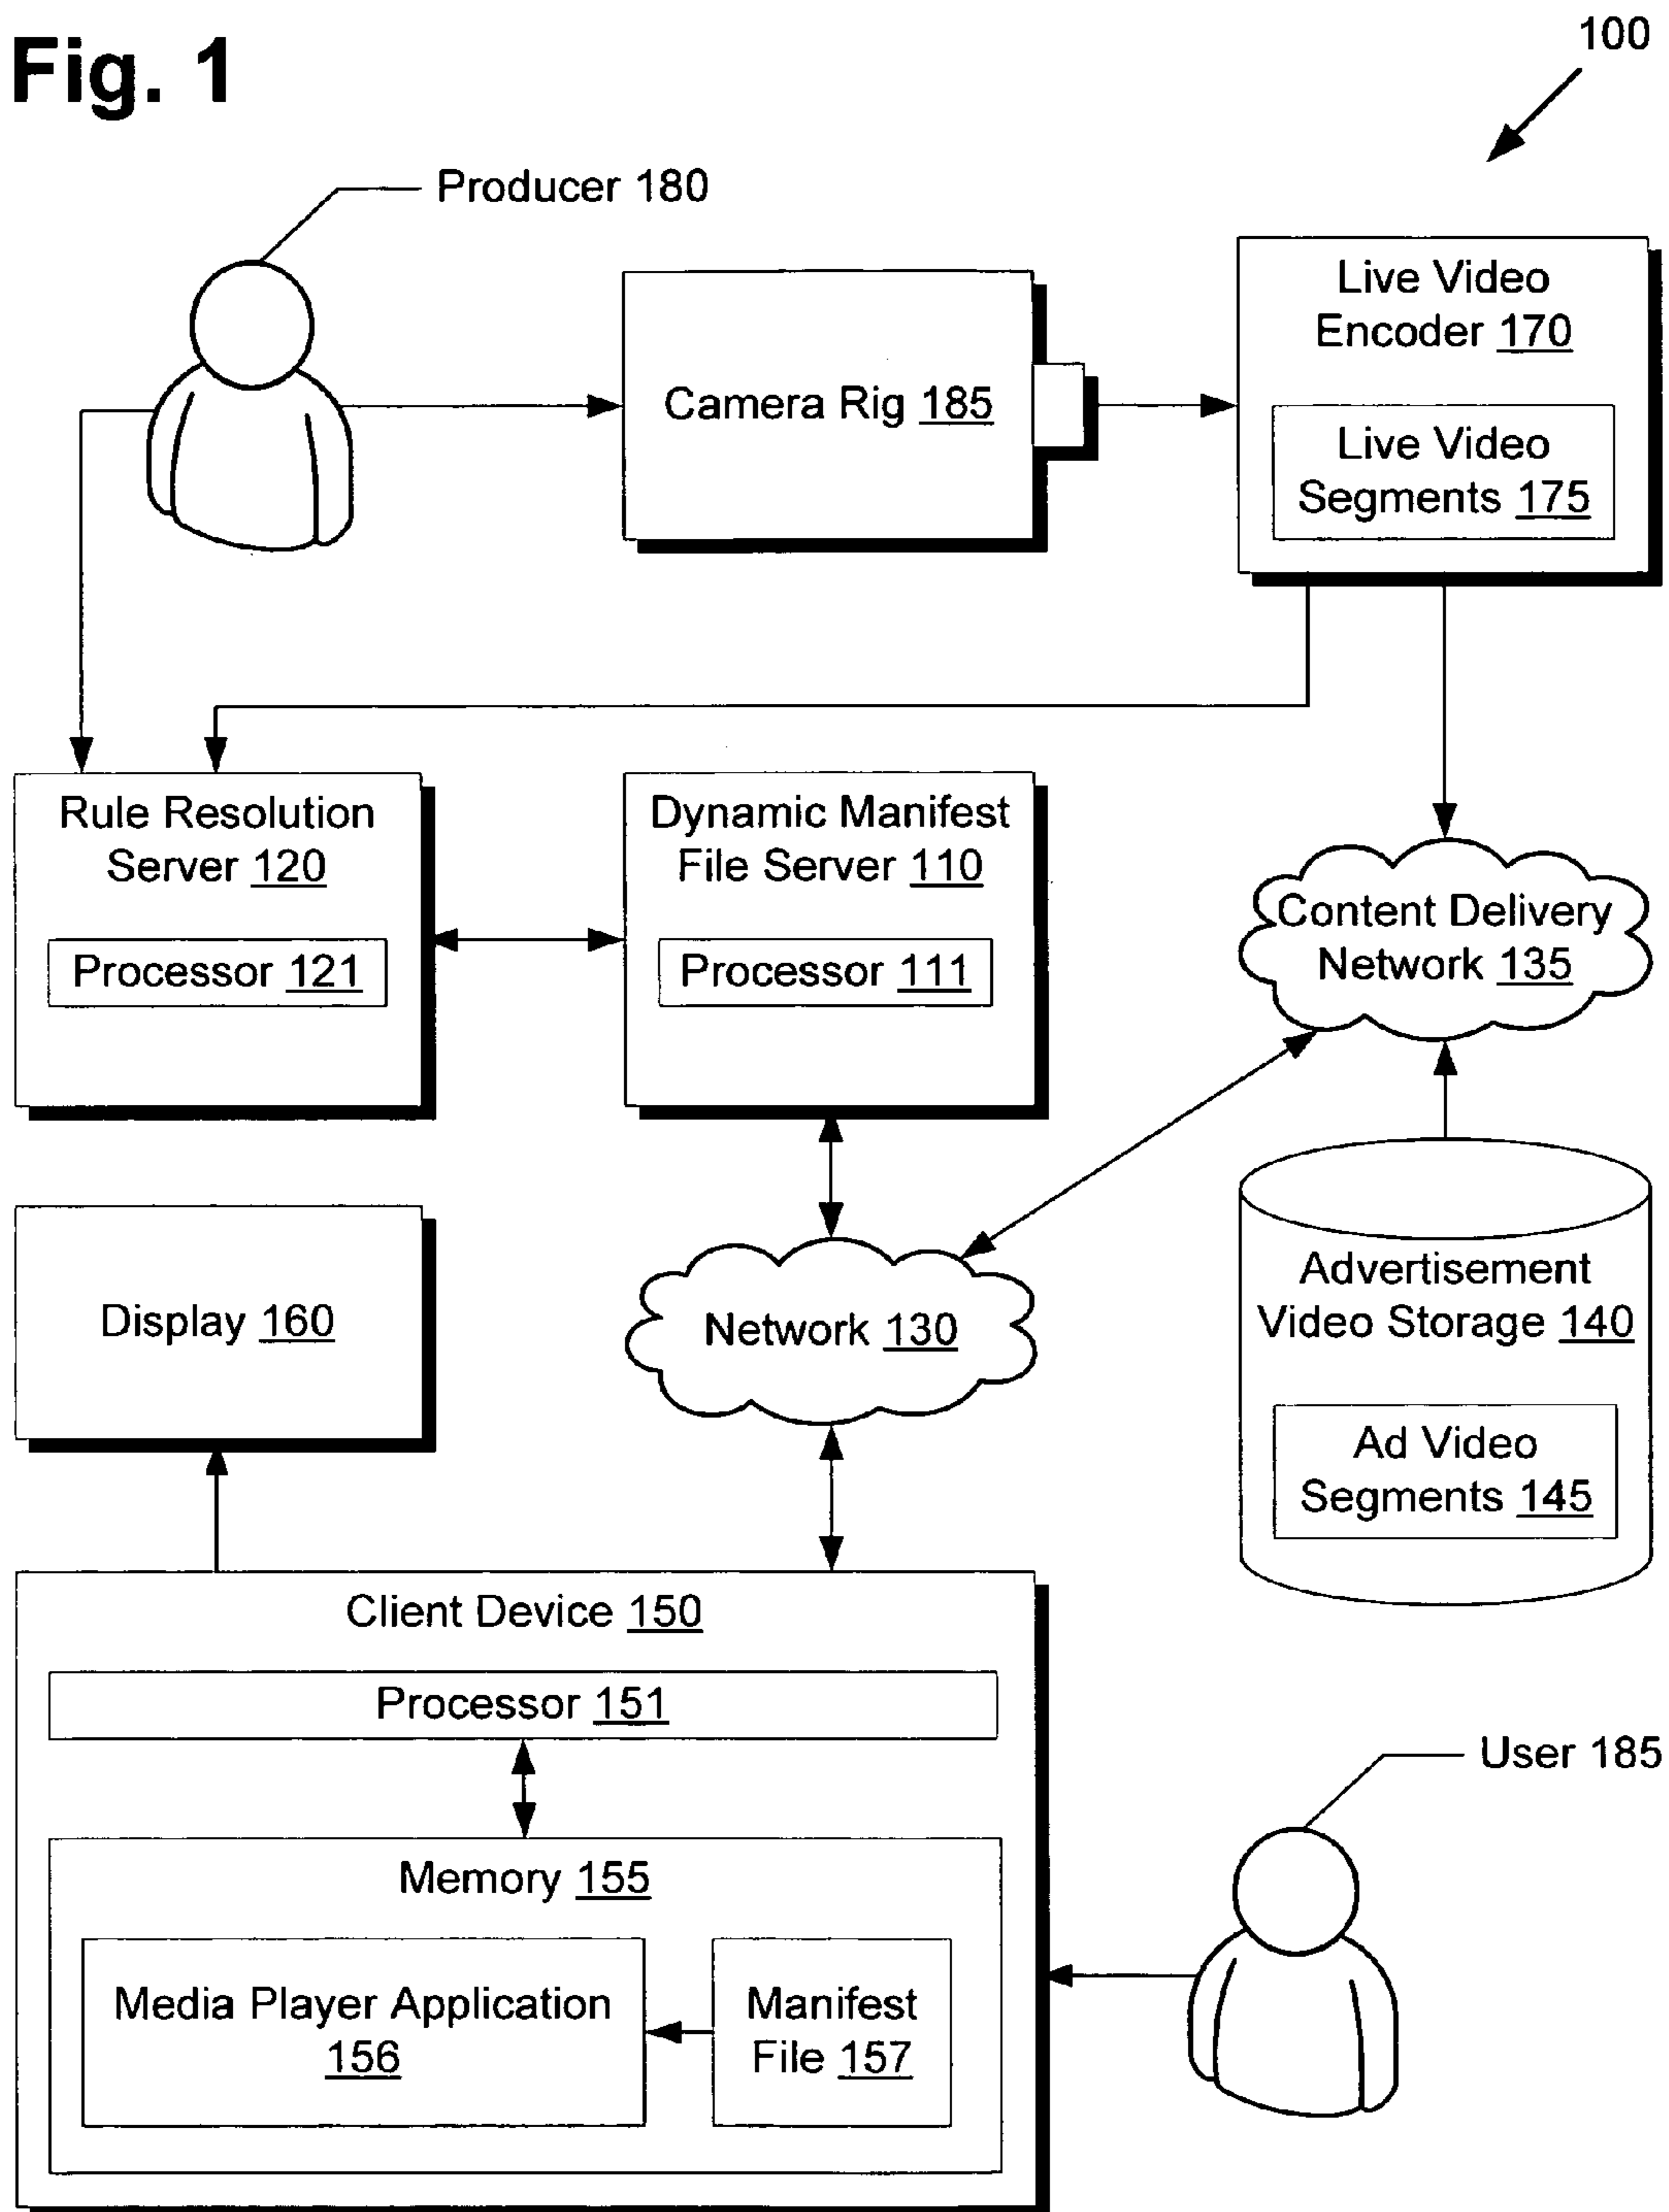 Fig. 1
100
Producer 180
Camera Rig 185
Live Video
Encoder 170
Live Video
Segments 175
Rule Resolution
Server 120
Processor 121
Dynamic Manifest
File Server 110
Processor 111
Content Delivery
Network 135
Display 160
Network 130
Advertisement
Video Storage 140
Ad Video
Segments 145
Client Device 150
Processor 151
Memory 155
Media Player Application
156
Manifest
File 157
User 185